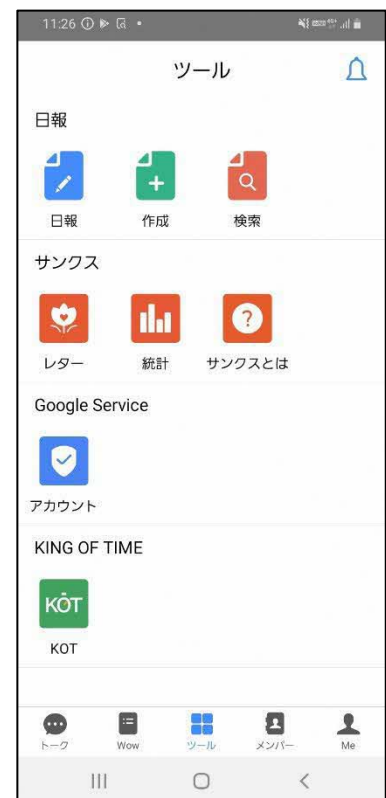 11:26
ツール
日報
日報 作成 検索
サンクス
レター 統計 サンクスとは
Google Service
アカウント
KING OF TIME
KOT
KOT
トーク Wow ツール メンバー Me